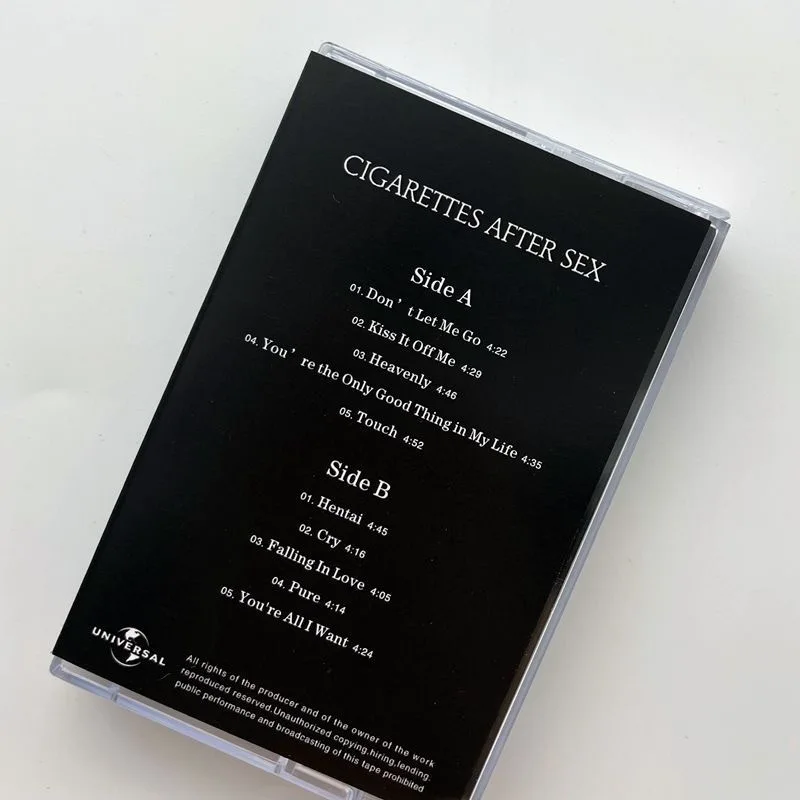 CIGARETTES AFTER SEX
Side A
01. Don’t Let Me Go 4:22
02. Kiss It Off Me 4:29
03. Heavenly 4:46
04. You’re the Only Good Thing in My Life 4:35
05. Touch 4:52
Side B
01. Hentai 4:45
02. Cry 4:16
03. Falling In Love 4:05
04. Pure 4:14
05. You're All I Want 4:24
UNIVERSAL
All rights of the producer and of the owner of the work
reproduced reserved.Unauthorized copying,hiring,lending.
public performance and broadcasting of this tape prohibited